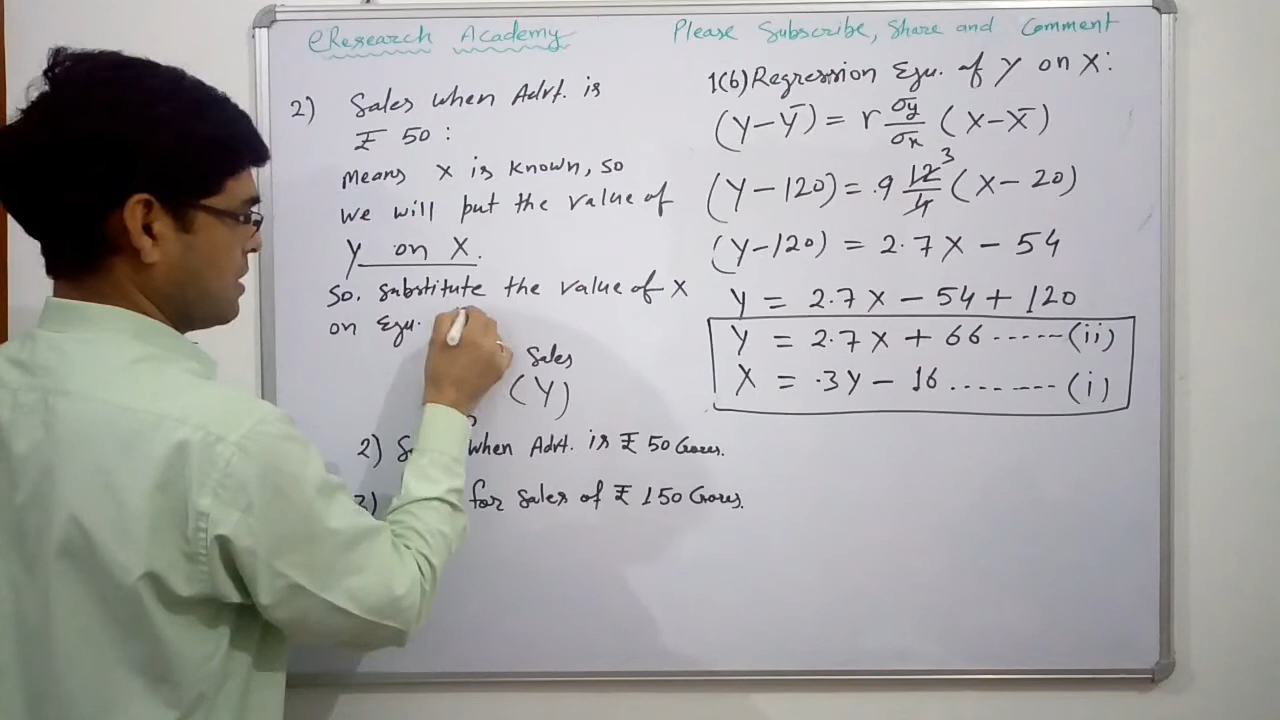 eResearch Academy
Please Subscribe, Share and Comment
2) Sales when Advt. is
₹ 50 :
means X is known, so
we will put the value of
Y on X.
So, substitute the value of X
on Equ.
Sales
(Y)
2) when Advt. is ₹ 50 Crores.
for Sales of ₹ 150 Crores.
1(b) Regression Equ. of Y on X:
(Y-Ȳ) = r σy/σx (X-X̄)
(Y-120) = .9 12/4 3 (X-20)
(Y-120) = 2.7X - 54
Y = 2.7X - 54 + 120
Y = 2.7X + 66 ......(ii)
X = .3Y - 16 ........(i)